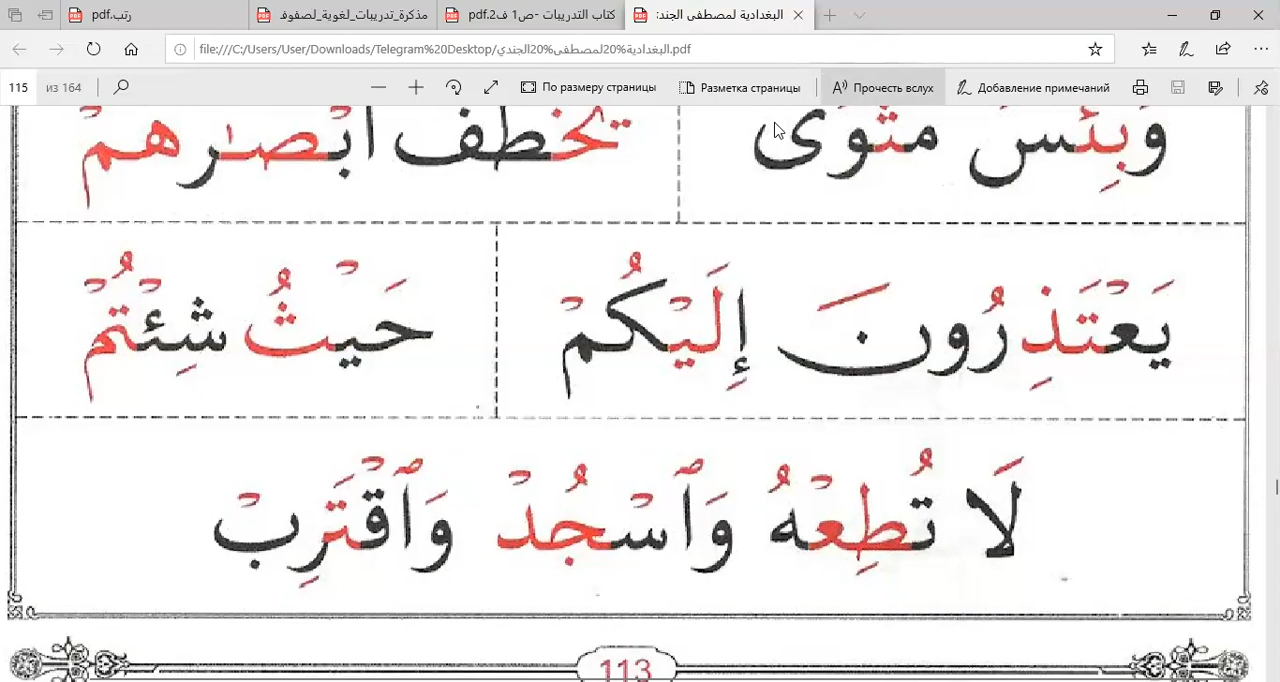 رتب.pdf
مذكرة_تدريبات_لغوية_لصفوف
كتاب التدريبات -ص1 ف2.pdf
البغدادية لمصطفى الجند:
file:///C:/Users/User/Downloads/Telegram%20Desktop/البغدادية%20لمصطفى%20الجندي.pdf
115 из 164
По размеру страницы
Разметка страницы
Прочесть вслух
Добавление примечаний
وبئس مثوى
تخطف أبصٰرهم
يَعْتَذِرُونَ إِلَيْكُمْ
حَيْثُ شِئْتُمْ
لَا تُطِعْهُ وَٱسْجُدْ وَٱقْتَرِبْ
113